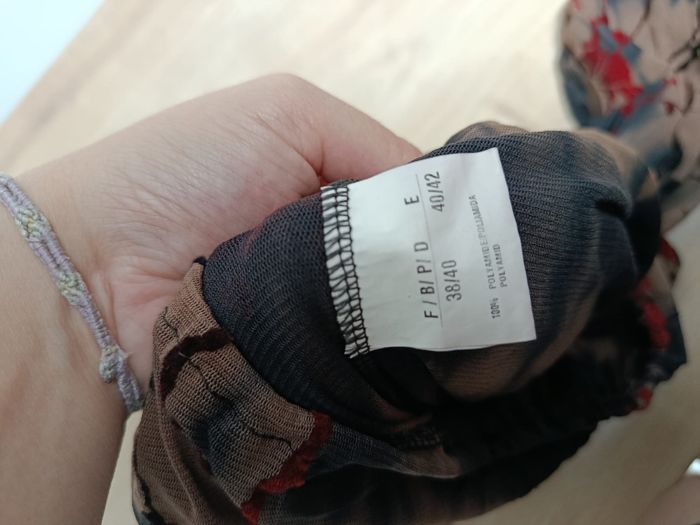 F/B/P/D E
38/40 40/42
100% POLYAMIDE/POLIAMIDA
POLYAMID